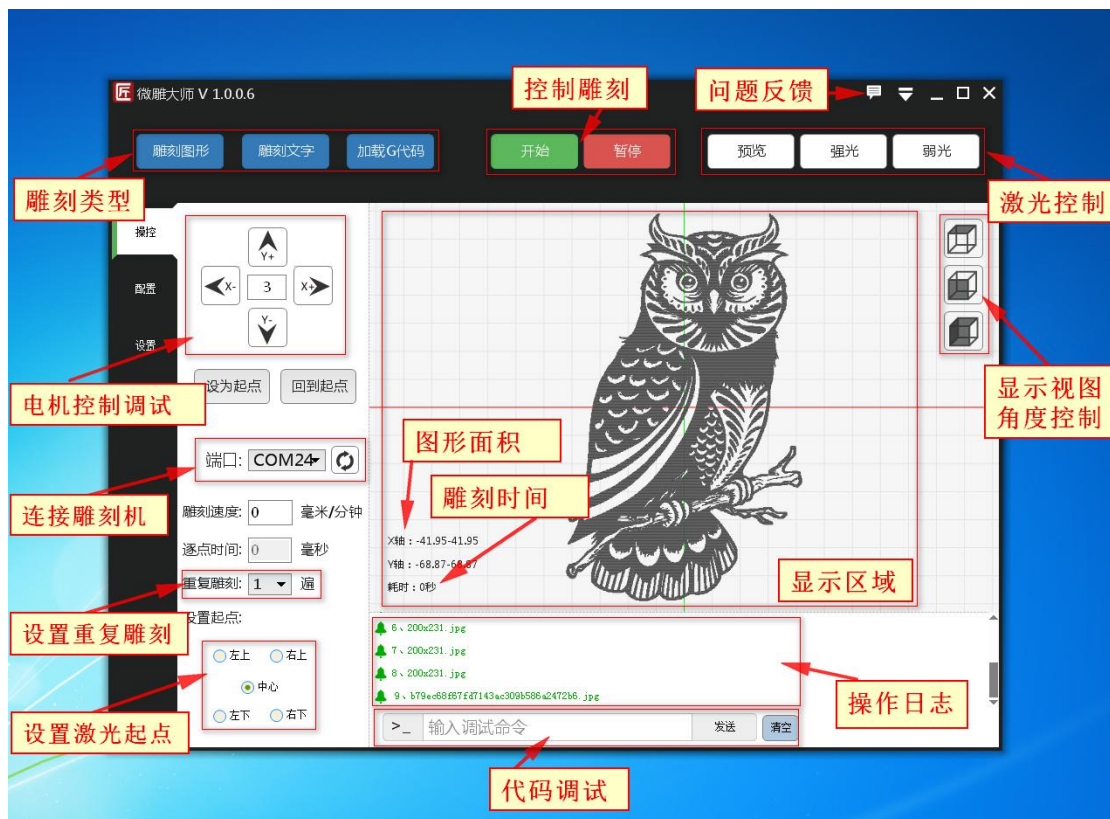 微雕大师 V 1.0.0.6
控制雕刻
问题反馈
雕刻图形
雕刻文字
加载G代码
开始
暂停
预览
强光
弱光
雕刻类型
激光控制
操控
Y+
X-
3
X+
Y-
配置
设置
电机控制调试
设为起点
回到起点
显示视图
角度控制
图形面积
端口:
COM24
雕刻时间
连接雕刻机
雕刻速度:
0
毫米/分钟
逐点时间:
0
毫秒
X轴：-41.95-41.95
Y轴：-68.87-68.87
耗时：0秒
重复雕刻:
1
遍
显示区域
设置重复雕刻
设置起点:
左上
右上
中心
左下
右下
设置激光起点
6、200x231.jpg
7、200x231.jpg
8、200x231.jpg
9、b79ec68f67fd7143ac309b586a2472b6.jpg
操作日志
>_
输入调试命令
发送
清空
代码调试